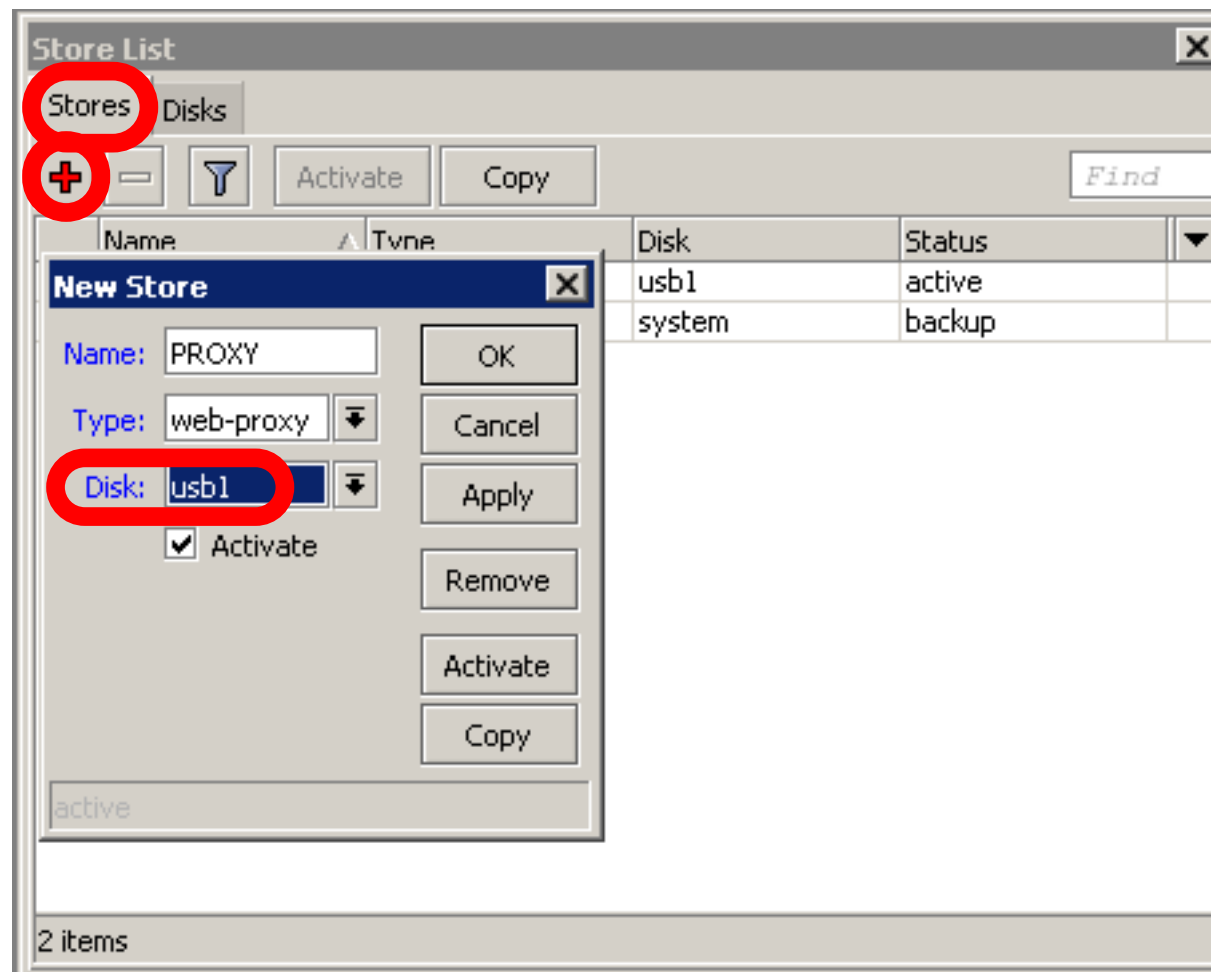 Store List
Stores Disks
Activate Copy Find
Name Type Disk Status
usb1 active
system backup
New Store
Name: PROXY OK
Type: web-proxy Cancel
Disk: usb1 Apply
Activate
Remove
Activate
Copy
active
2 items